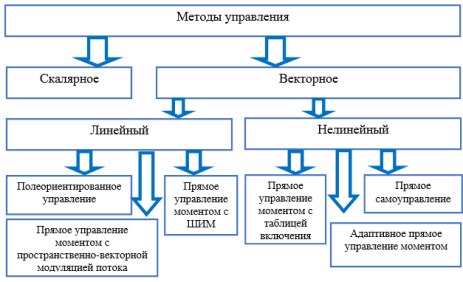 Методы управления
Скалярное
Векторное
Линейный
Нелинейный
Полеориентированное
управление
Прямое
управление
моментом с
ШИМ
Прямое
управление
моментом с
таблицей
включения
Прямое
самоуправление
Прямое управление
моментом с
пространственно-векторной
модуляцией потока
Адаптивное прямое
управление моментом